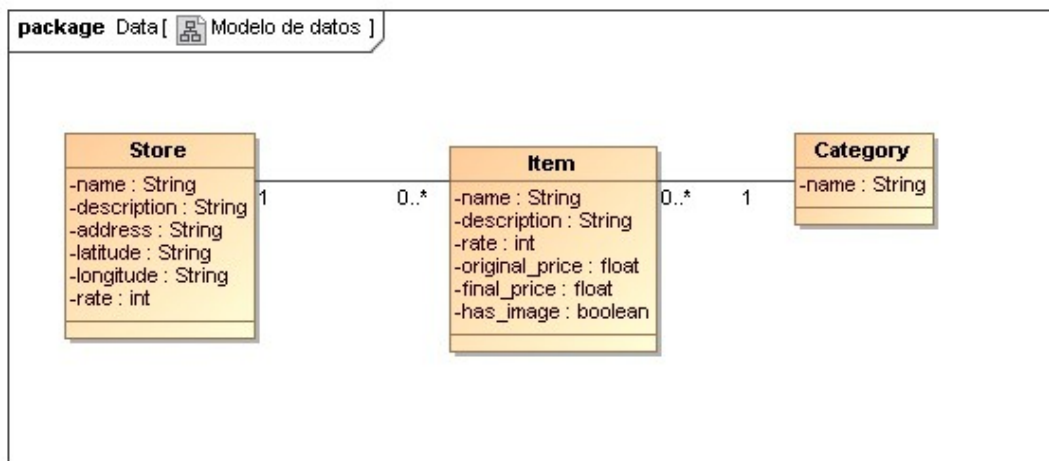 package Data [ Modelo de datos ]
Store
-name : String
-description : String
-address : String
-latitude : String
-longitude : String
-rate : int
1
0..*
Item
-name : String
-description : String
-rate : int
-original_price : float
-final_price : float
-has_image : boolean
0..*
1
Category
-name : String